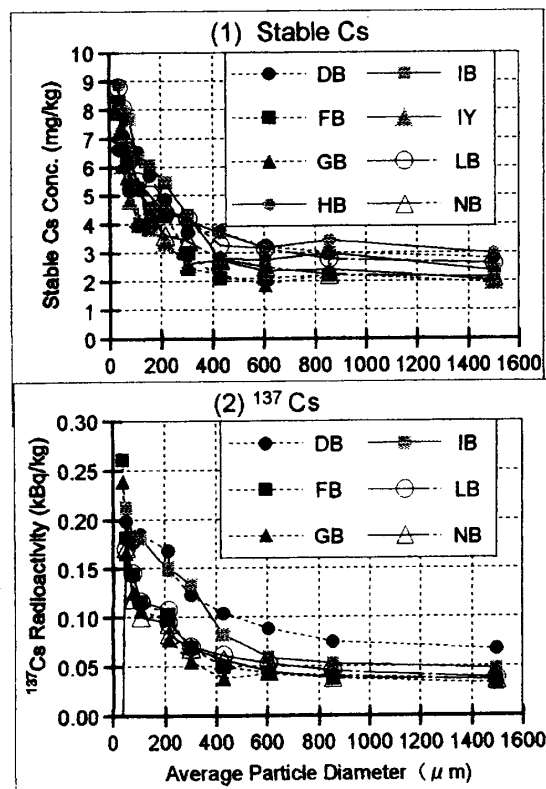 (1) Stable Cs
Stable Cs Conc. (mg/kg)
10
9
8
7
6
5
4
3
2
1
0
DB IB
FB IY
GB LB
HB NB
0 200 400 600 800 1000 1200 1400 1600
(2) ¹³⁷Cs
¹³⁷Cs Radioactivity (kBq/kg)
0.30
0.25
0.20
0.15
0.10
0.05
0.00
DB IB
FB LB
GB NB
0 200 400 600 800 1000 1200 1400 1600
Average Particle Diameter (μm)